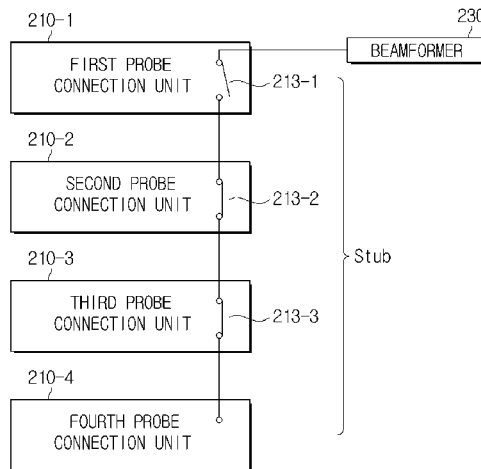 210-1
230
FIRST PROBE
CONNECTION UNIT
BEAMFORMER
213-1
210-2
SECOND PROBE
CONNECTION UNIT
213-2
210-3
Stub
THIRD PROBE
CONNECTION UNIT
213-3
210-4
FOURTH PROBE
CONNECTION UNIT